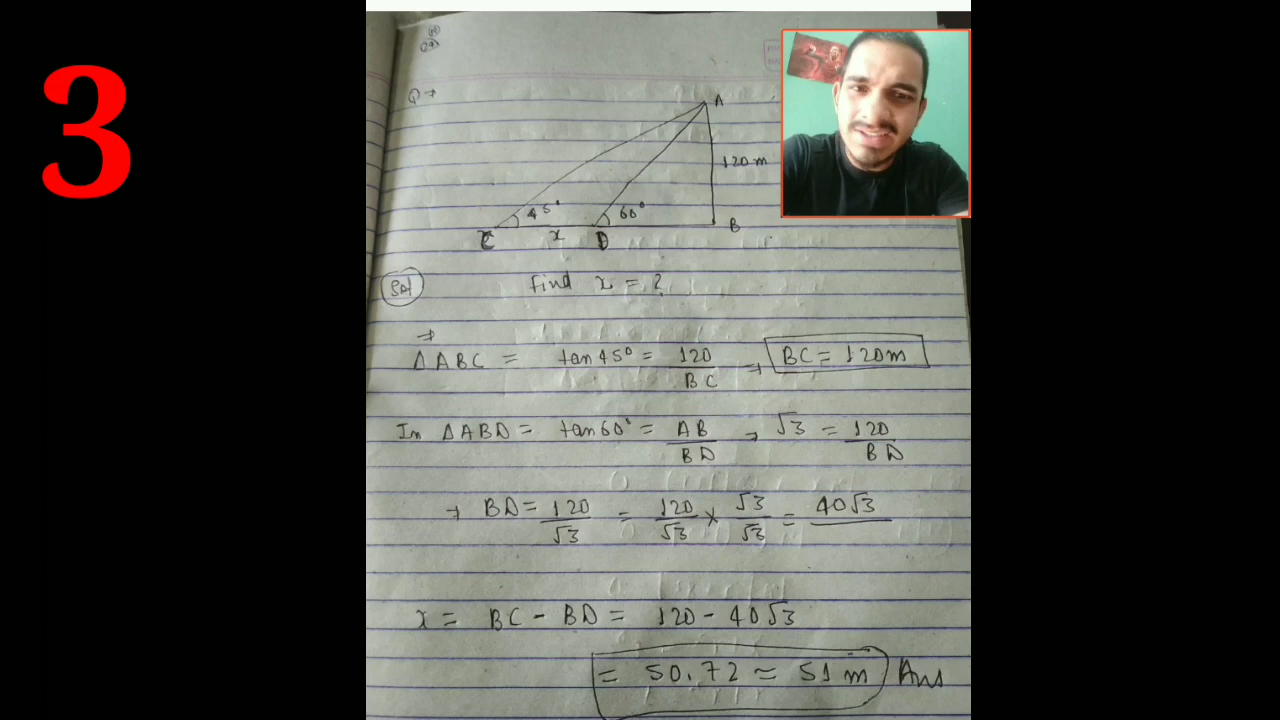 3
Q →
A
120 m
45°
60°
C
x
D
B
Sol
find x = ?
⇒
Δ ABC = tan 45° = 120/BC → BC = 120m
In Δ ABD = tan 60° = AB/BD → √3 = 120/BD
→ BD = 120/√3 = 120/√3 × √3/√3 = 40√3
x = BC - BD = 120 - 40√3
= 50.72 ≈ 51 m Ans